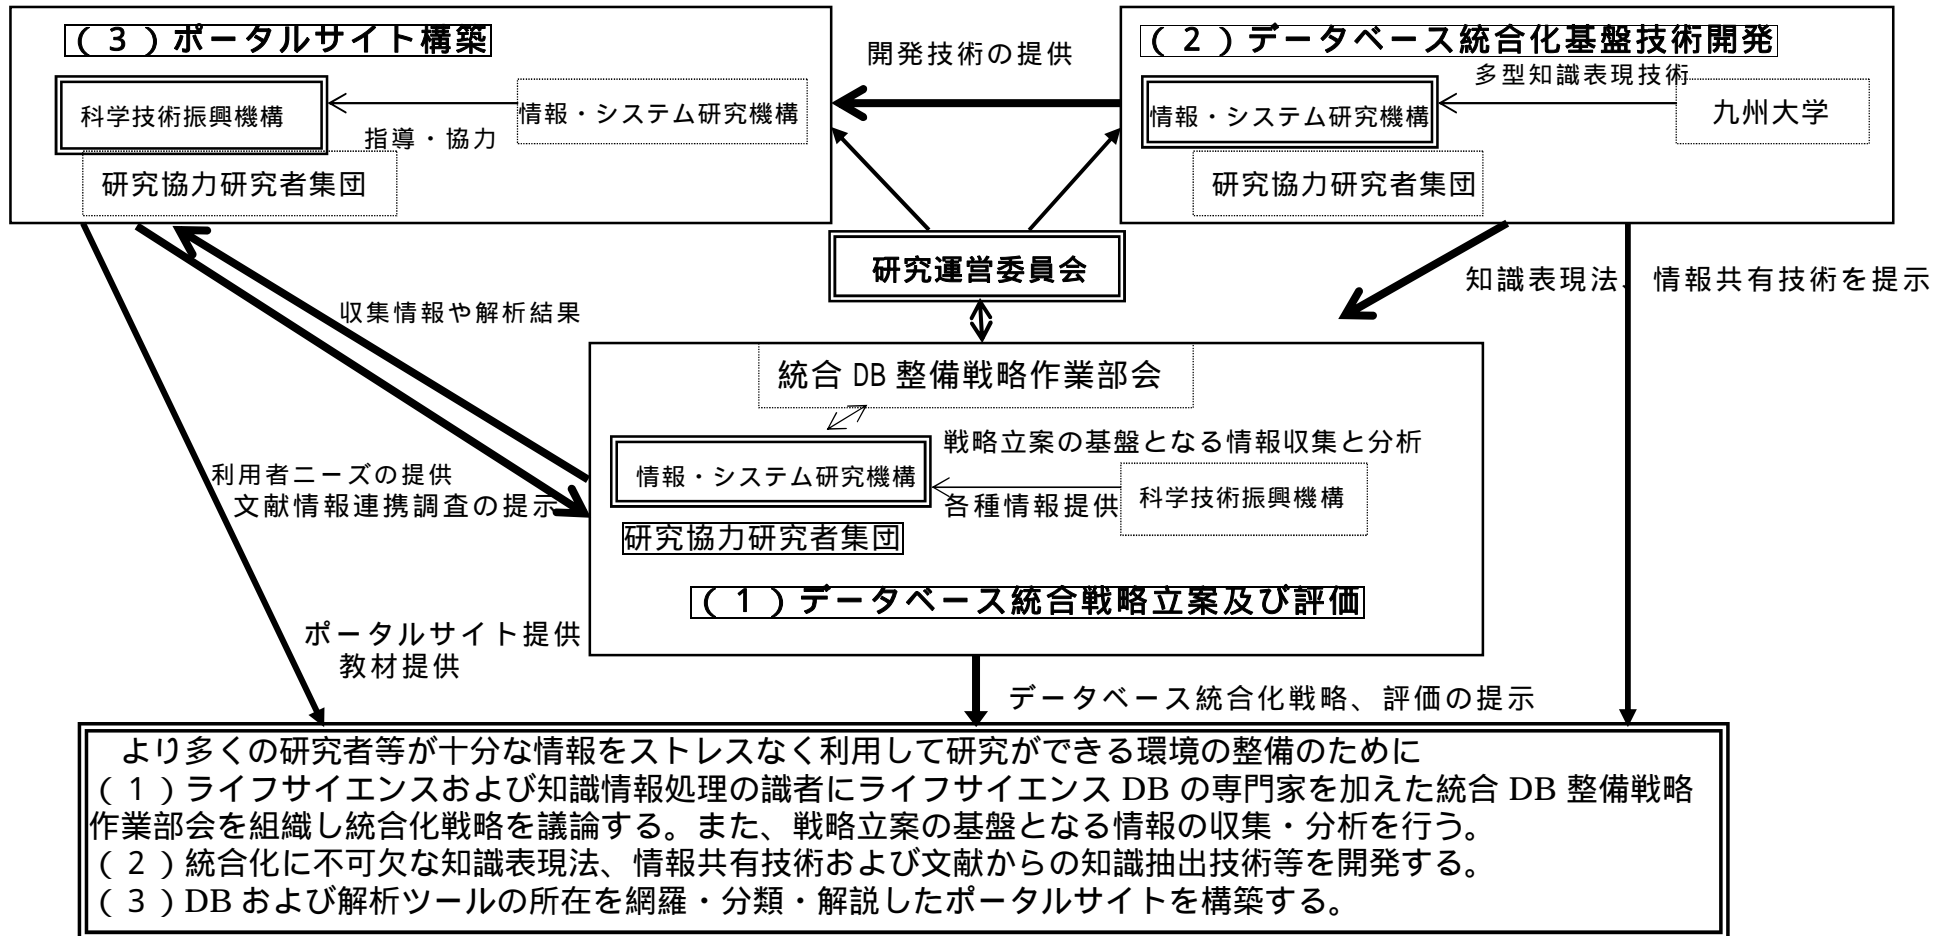 (３)ポータルサイト構築
科学技術振興機構
情報・システム研究機構
指導・協力
研究協力研究者集団
開発技術の提供
(２)データベース統合化基盤技術開発
多型知識表現技術
情報・システム研究機構
九州大学
研究協力研究者集団
研究運営委員会
知識表現法、情報共有技術を提示
収集情報や解析結果
統合 DB 整備戦略作業部会
戦略立案の基盤となる情報収集と分析
情報・システム研究機構
各種情報提供
科学技術振興機構
研究協力研究者集団
(１)データベース統合戦略立案及び評価
利用者ニーズの提供
文献情報連携調査の提示
ポータルサイト提供
教材提供
データベース統合化戦略、評価の提示
より多くの研究者等が十分な情報をストレスなく利用して研究ができる環境の整備のために
(１)ライフサイエンスおよび知識情報処理の識者にライフサイエンス DB の専門家を加えた統合 DB 整備戦略
作業部会を組織し統合化戦略を議論する。また、戦略立案の基盤となる情報の収集・分析を行う。
(２)統合化に不可欠な知識表現法、情報共有技術および文献からの知識抽出技術等を開発する。
(３)DB および解析ツールの所在を網羅・分類・解説したポータルサイトを構築する。